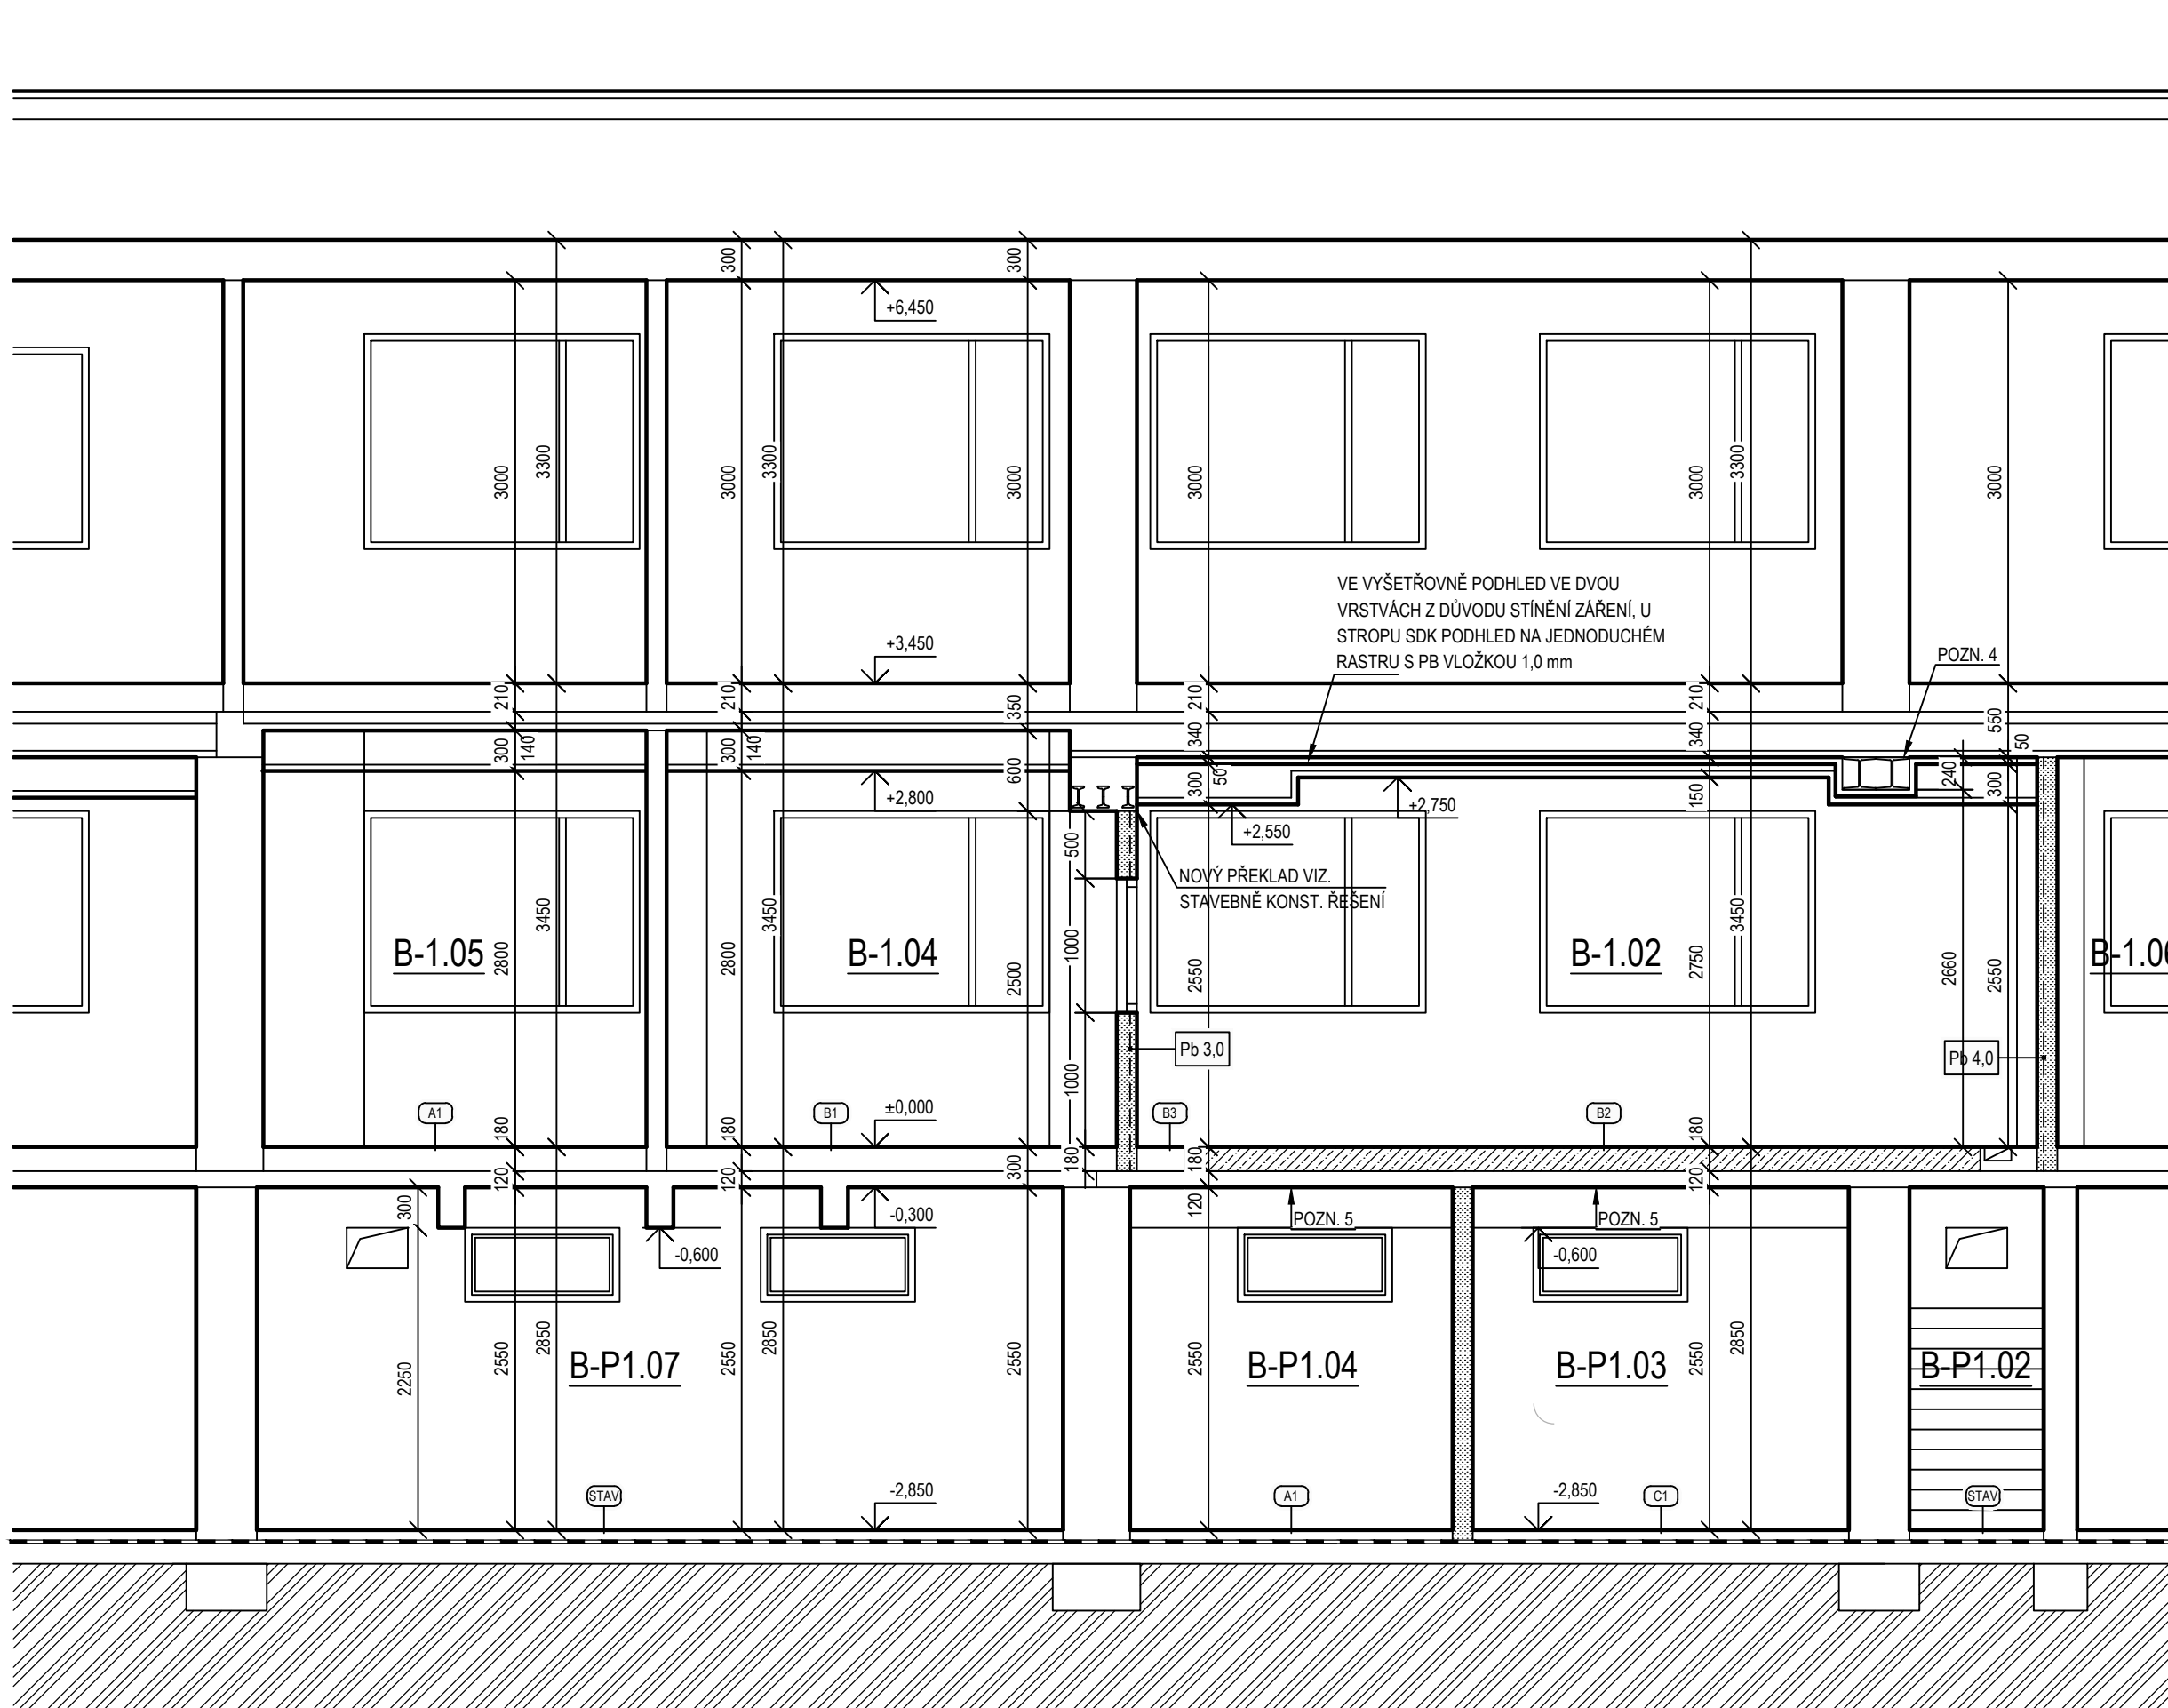 300
300
+6,450
3000
3300
3000
3300
3000
3000
3000
3300
3000
VE VYŠETŘOVNĚ PODHLED VE DVOU
VRSTVÁCH Z DŮVODU STÍNĚNÍ ZÁŘENÍ, U
STROPU SDK PODHLED NA JEDNODUCHÉM
RASTRU S PB VLOŽKOU 1,0 mm
+3,450
POZN. 4
210
210
350
210
210
550
300
140
300
140
600
340
340
50
300
50
150
240
300
+2,800
+2,550
+2,750
500
NOVÝ PŘEKLAD VIZ.
STAVEBNĚ KONST. ŘEŠENÍ
3450
3450
3450
B-1.05
2800
2800
B-1.04
2500
1000
2550
B-1.02
2750
2660
2550
B-1.06
Pb 3,0
Pb 4,0
1000
A1
B1
±0,000
B3
B2
180
180
180
180
180
120
120
300
120
120
300
-0,300
POZN. 5
POZN. 5
-0,600
-0,600
2250
2550
2850
B-P1.07
2550
2850
2550
2550
B-P1.04
B-P1.03
2550
2850
B-P1.02
STAV
-2,850
A1
-2,850
C1
STAV